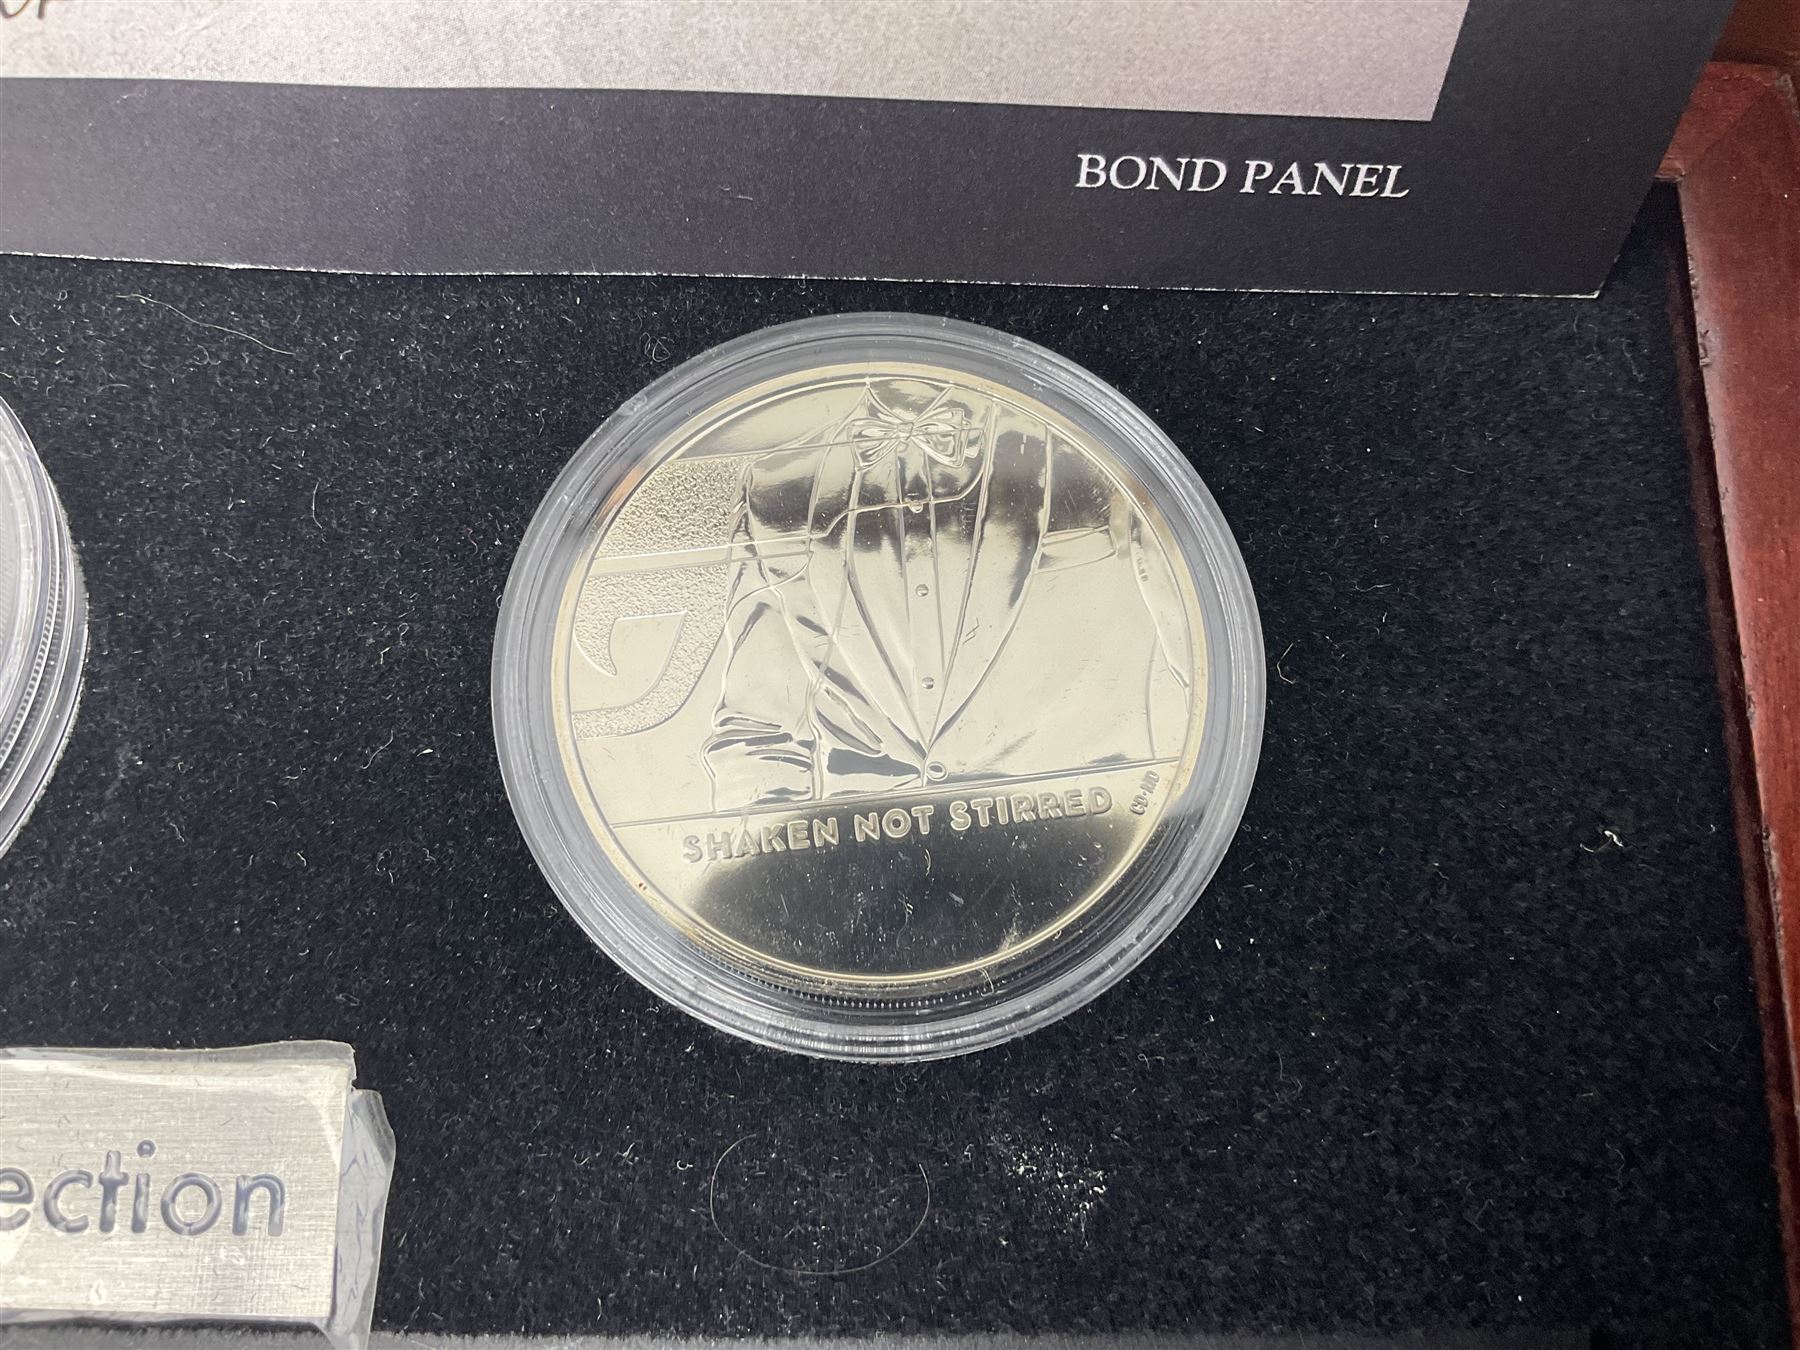 BOND PANEL
SHAKEN NOT STIRRED
ection